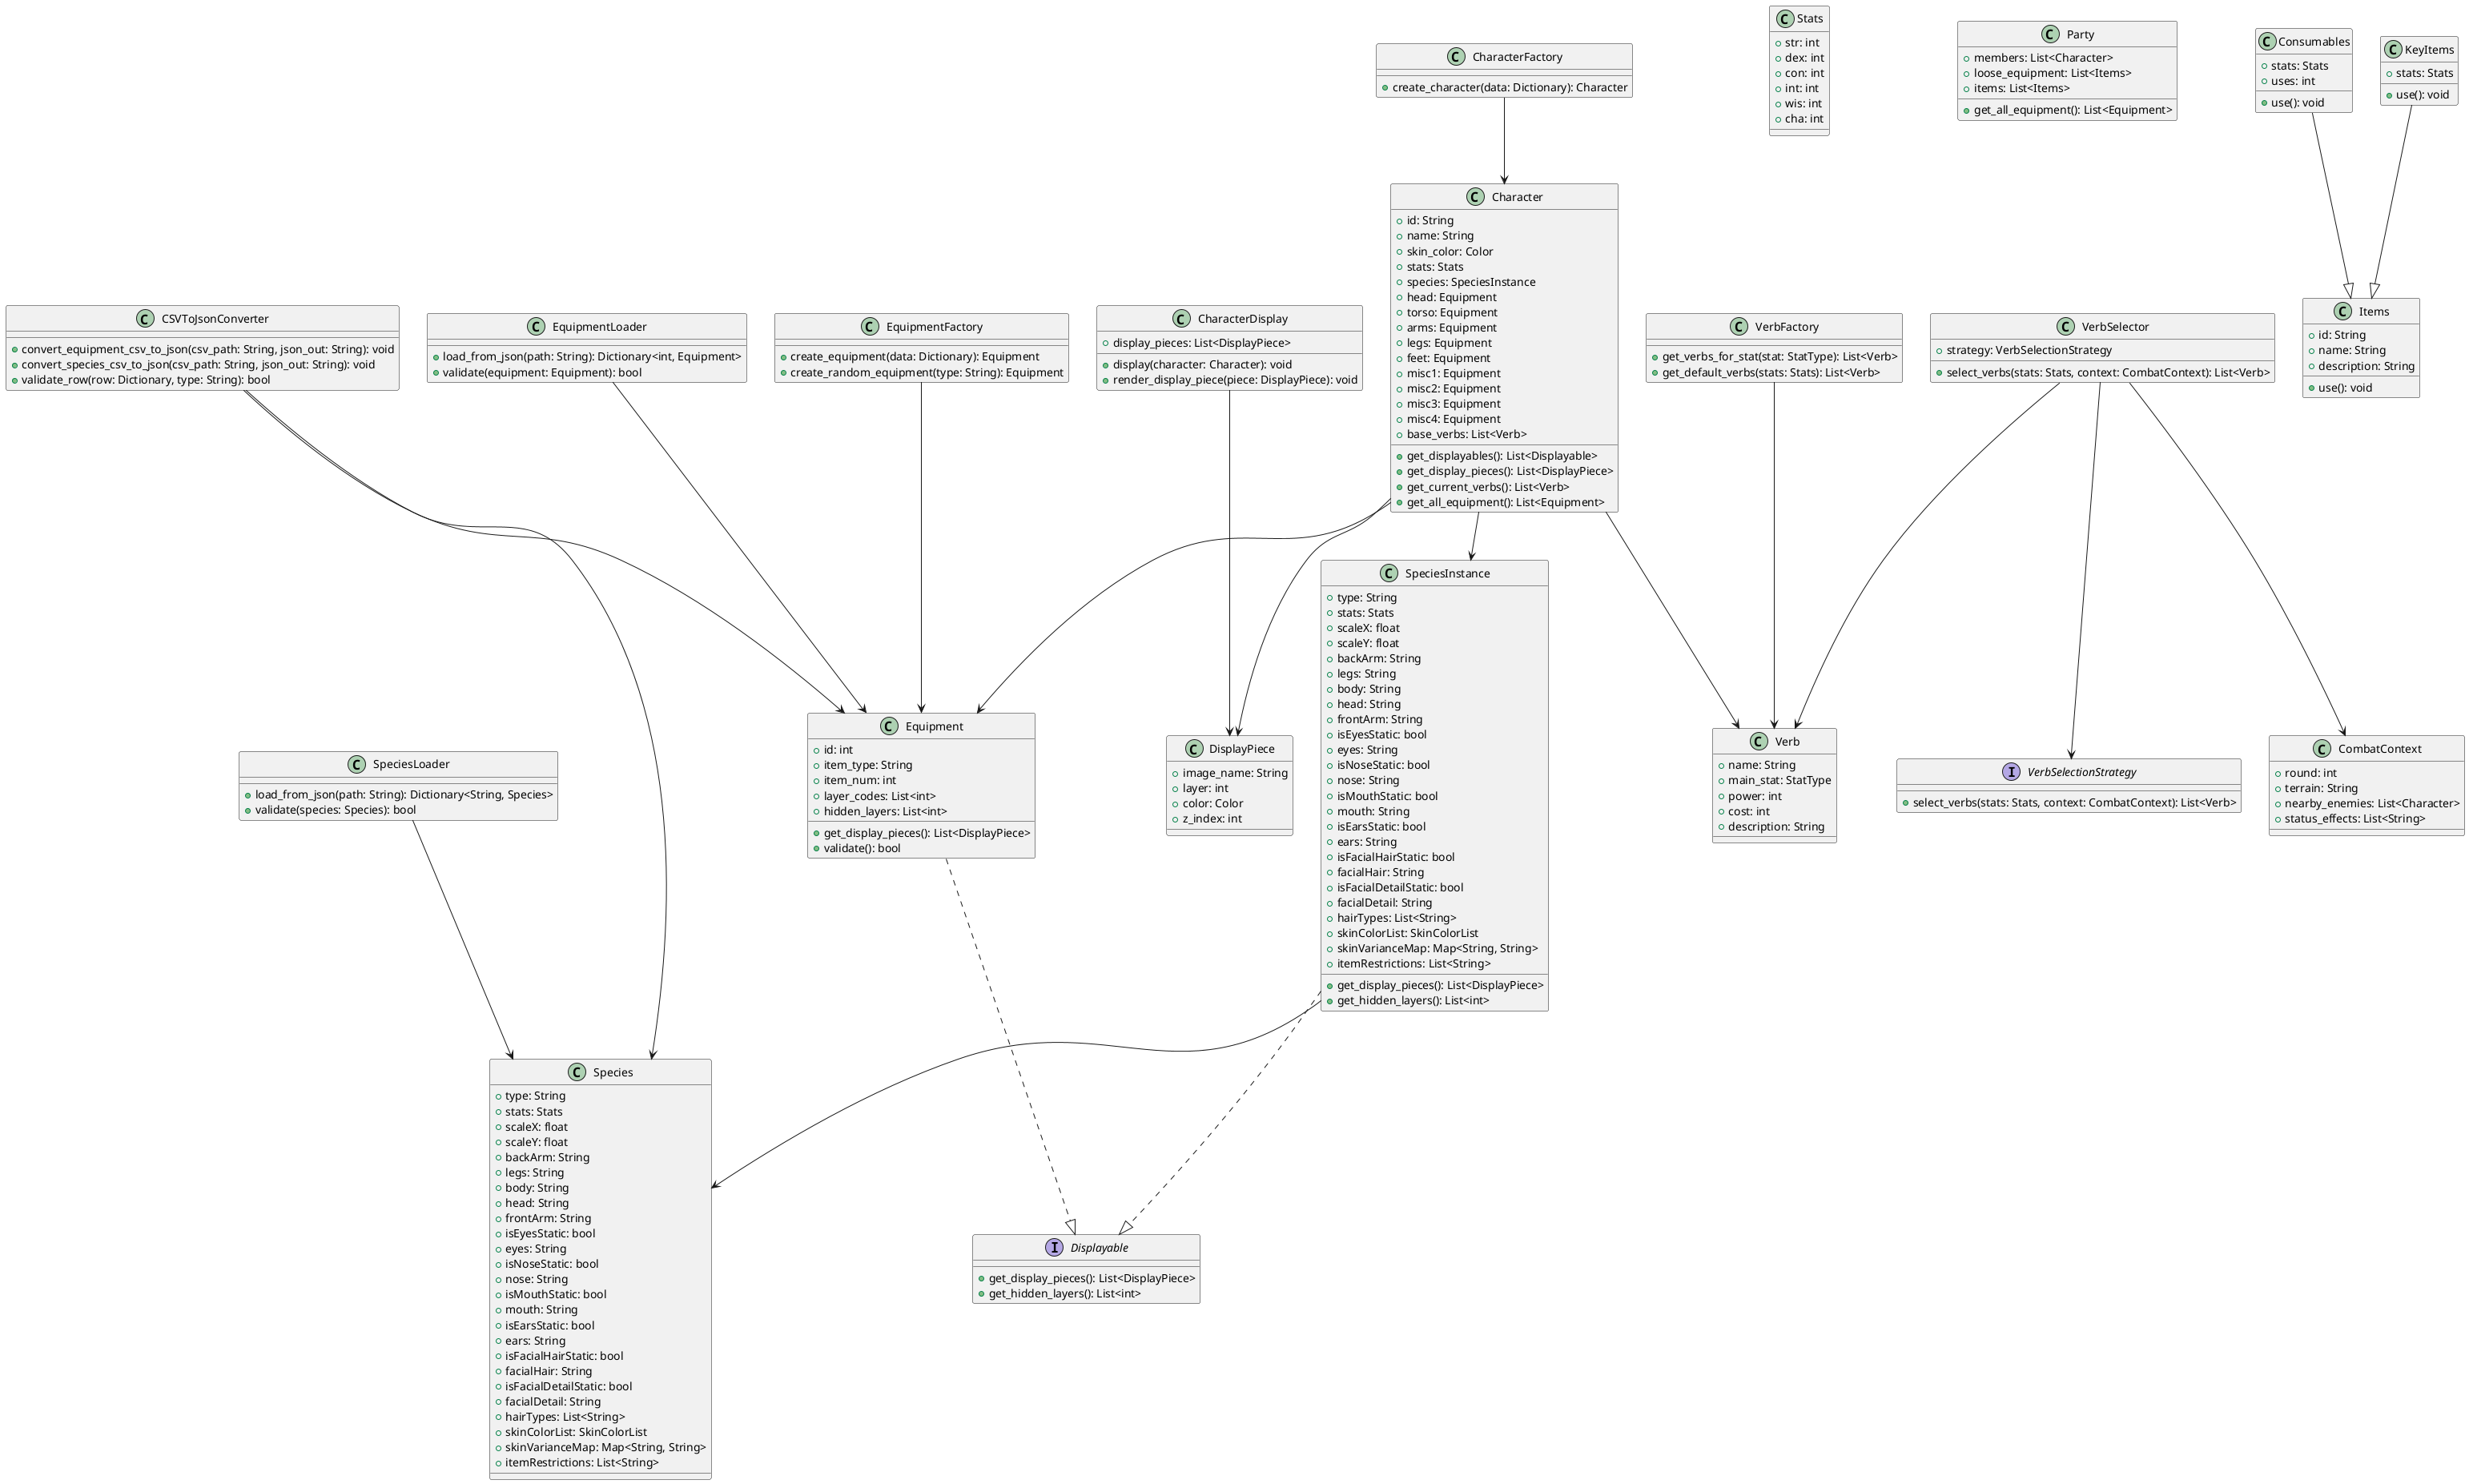 Stats
str: int
dex: int
con: int
int: int
wis: int
cha: int
Party
members: List<Character>
loose_equipment: List<Items>
items: List<Items>
get_all_equipment(): List<Equipment>
Consumables
stats: Stats
uses: int
use(): void
KeyItems
stats: Stats
use(): void
CharacterFactory
create_character(data: Dictionary): Character
Character
id: String
name: String
skin_color: Color
stats: Stats
species: SpeciesInstance
head: Equipment
torso: Equipment
arms: Equipment
legs: Equipment
feet: Equipment
misc1: Equipment
misc2: Equipment
misc3: Equipment
misc4: Equipment
base_verbs: List<Verb>
get_displayables(): List<Displayable>
get_display_pieces(): List<DisplayPiece>
get_current_verbs(): List<Verb>
get_all_equipment(): List<Equipment>
CSVToJsonConverter
convert_equipment_csv_to_json(csv_path: String, json_out: String): void
convert_species_csv_to_json(csv_path: String, json_out: String): void
validate_row(row: Dictionary, type: String): bool
EquipmentLoader
load_from_json(path: String): Dictionary<int, Equipment>
validate(equipment: Equipment): bool
EquipmentFactory
create_equipment(data: Dictionary): Equipment
create_random_equipment(type: String): Equipment
CharacterDisplay
display_pieces: List<DisplayPiece>
display(character: Character): void
render_display_piece(piece: DisplayPiece): void
VerbFactory
get_verbs_for_stat(stat: StatType): List<Verb>
get_default_verbs(stats: Stats): List<Verb>
VerbSelector
strategy: VerbSelectionStrategy
select_verbs(stats: Stats, context: CombatContext): List<Verb>
Items
id: String
name: String
description: String
use(): void
SpeciesInstance
type: String
stats: Stats
scaleX: float
scaleY: float
backArm: String
legs: String
body: String
head: String
frontArm: String
isEyesStatic: bool
eyes: String
isNoseStatic: bool
nose: String
isMouthStatic: bool
mouth: String
isEarsStatic: bool
ears: String
isFacialHairStatic: bool
facialHair: String
isFacialDetailStatic: bool
facialDetail: String
hairTypes: List<String>
skinColorList: SkinColorList
skinVarianceMap: Map<String, String>
itemRestrictions: List<String>
get_display_pieces(): List<DisplayPiece>
get_hidden_layers(): List<int>
SpeciesLoader
load_from_json(path: String): Dictionary<String, Species>
validate(species: Species): bool
Equipment
id: int
item_type: String
item_num: int
layer_codes: List<int>
hidden_layers: List<int>
get_display_pieces(): List<DisplayPiece>
validate(): bool
DisplayPiece
image_name: String
layer: int
color: Color
z_index: int
Verb
name: String
main_stat: StatType
power: int
cost: int
description: String
VerbSelectionStrategy
select_verbs(stats: Stats, context: CombatContext): List<Verb>
CombatContext
round: int
terrain: String
nearby_enemies: List<Character>
status_effects: List<String>
Species
type: String
stats: Stats
scaleX: float
scaleY: float
backArm: String
legs: String
body: String
head: String
frontArm: String
isEyesStatic: bool
eyes: String
isNoseStatic: bool
nose: String
isMouthStatic: bool
mouth: String
isEarsStatic: bool
ears: String
isFacialHairStatic: bool
facialHair: String
isFacialDetailStatic: bool
facialDetail: String
hairTypes: List<String>
skinColorList: SkinColorList
skinVarianceMap: Map<String, String>
itemRestrictions: List<String>
Displayable
get_display_pieces(): List<DisplayPiece>
get_hidden_layers(): List<int>